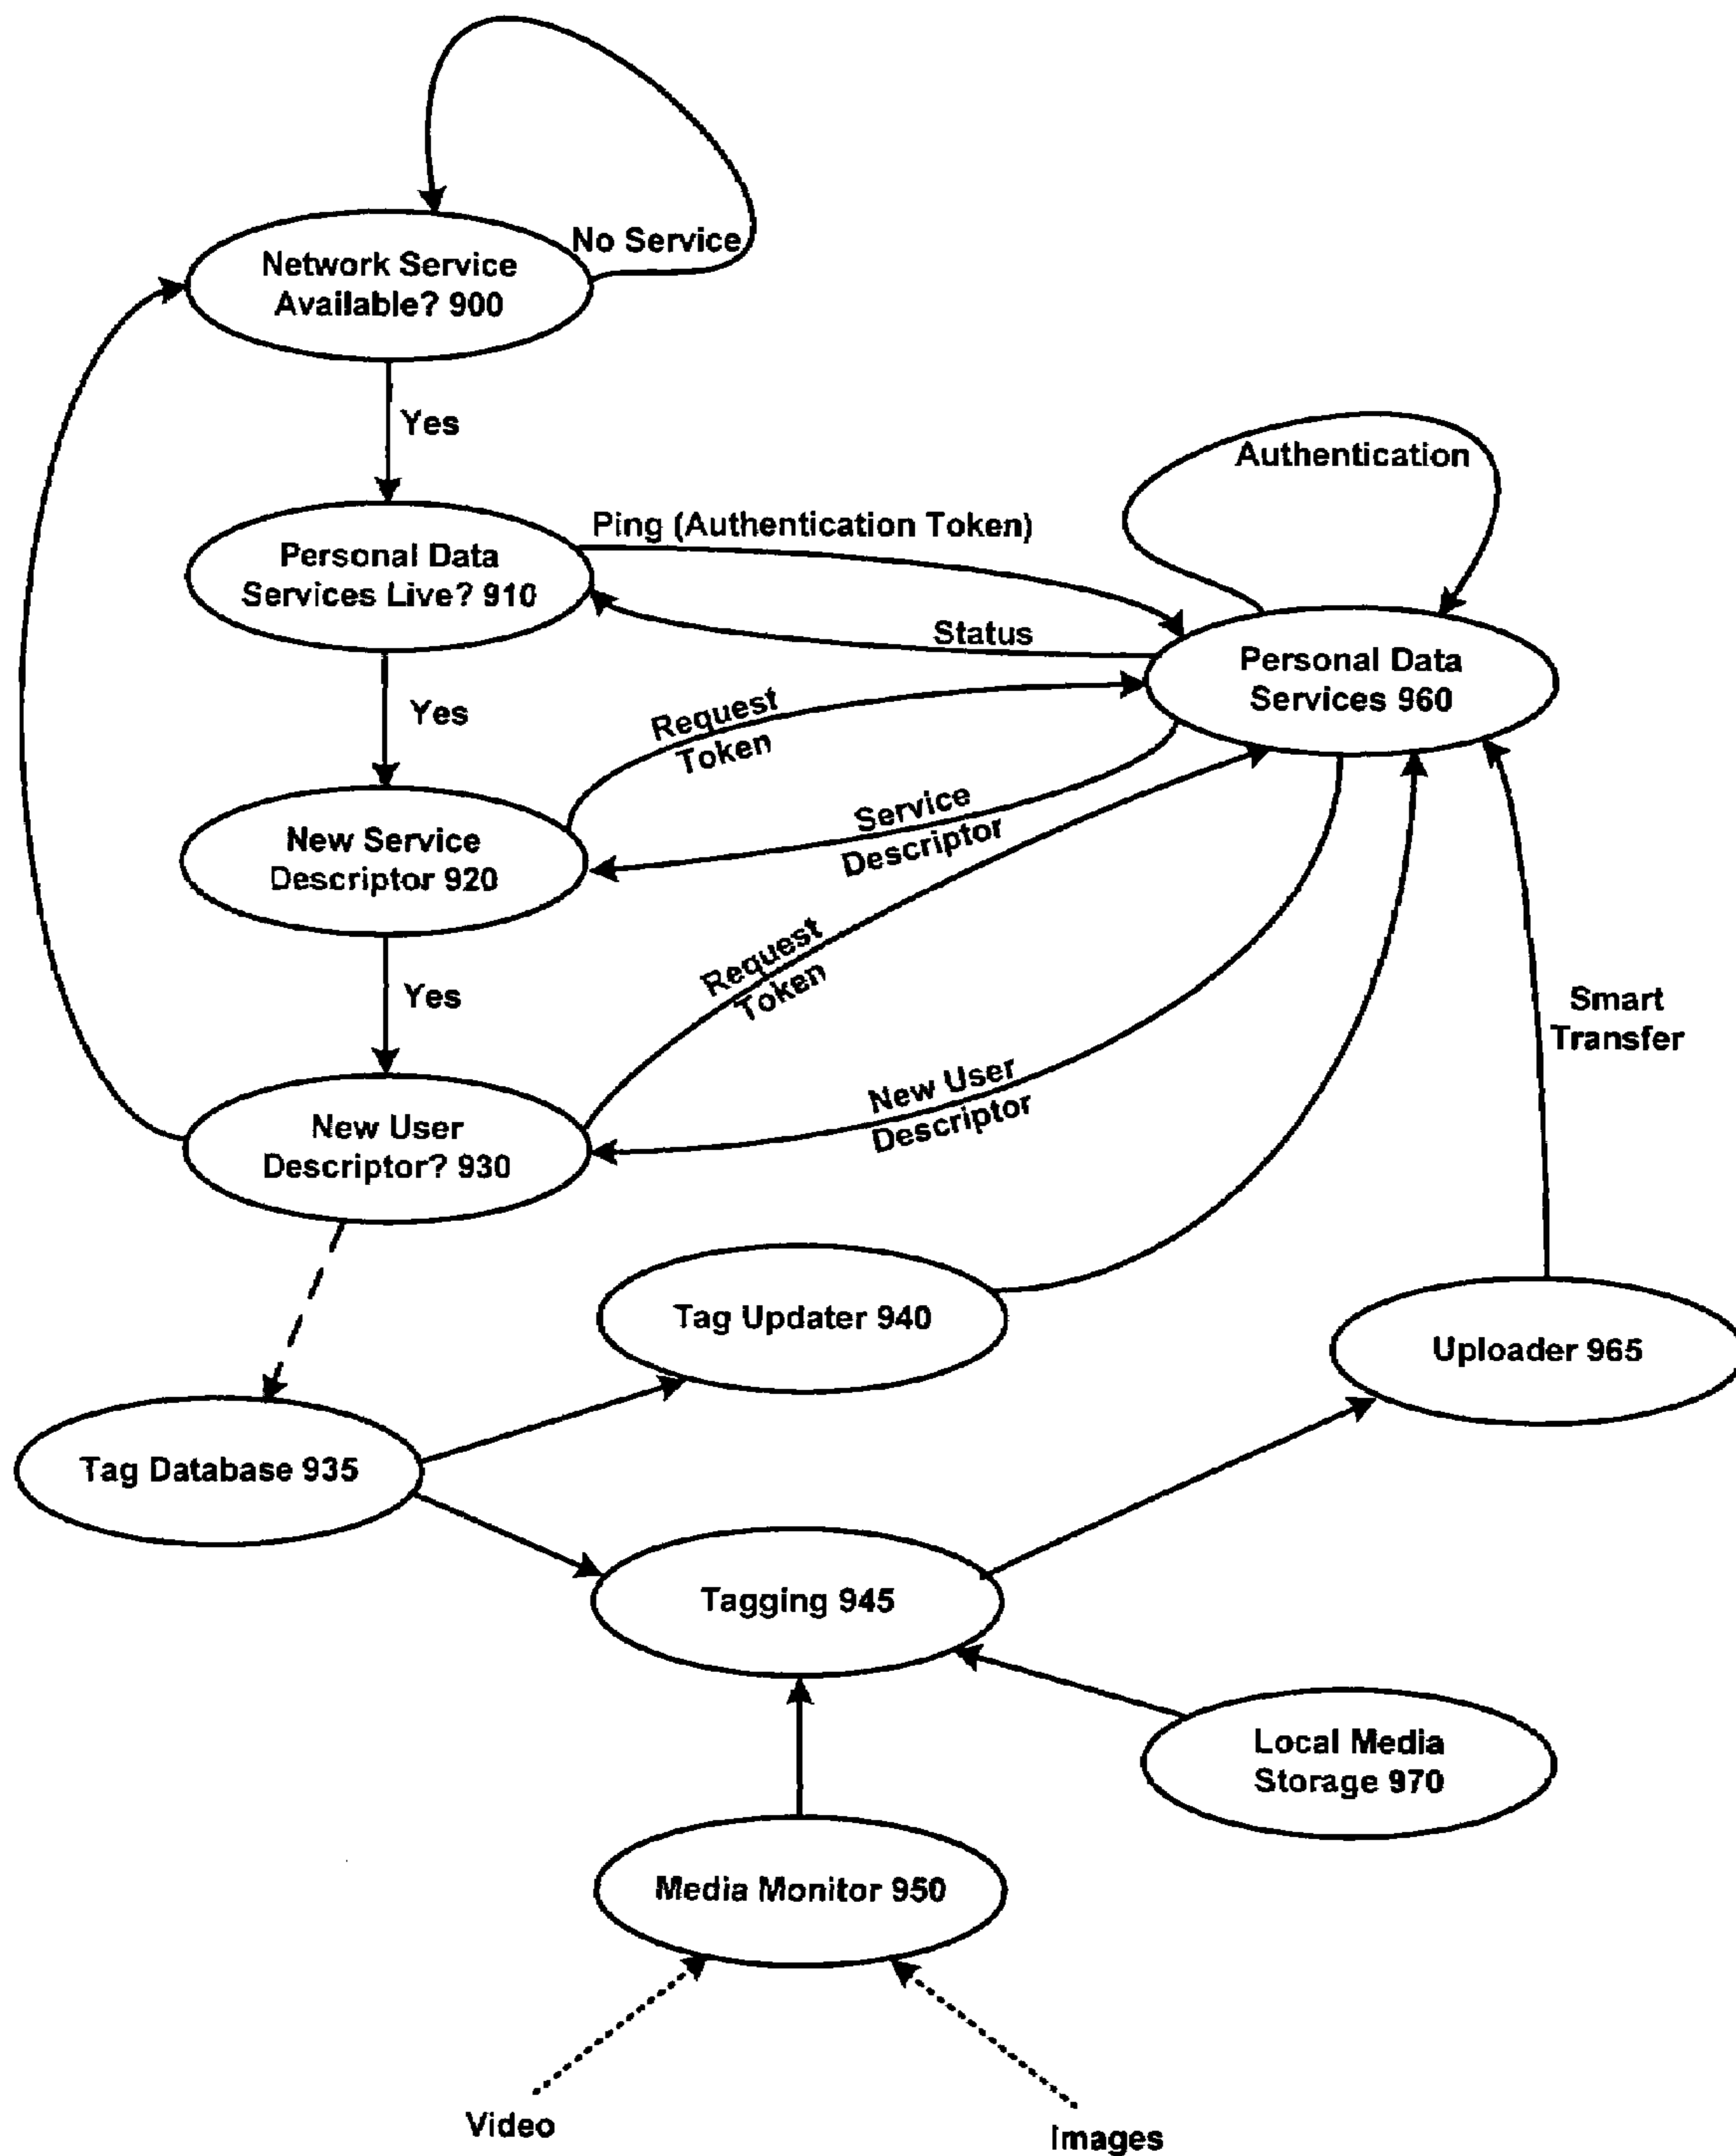 No Service
Network Service
Available? 900
Yes
Authentication
Ping (Authentication Token)
Personal Data
Services Live? 910
Status
Personal Data
Services 960
Yes
Request
Token
New Service
Descriptor 920
Service
Descriptor
Request
Token
Yes
Smart
Transfer
New User
Descriptor
New User
Descriptor? 930
Tag Updater 940
Uploader 965
Tag Database 935
Tagging 945
Local Media
Storage 970
Media Monitor 950
Video
Images